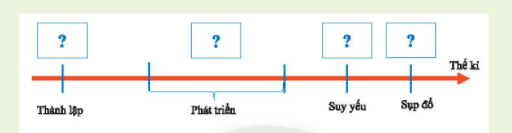 ? ? ? ?
Thế kỉ
Thành lập Phát triển Suy yếu Sụp đổ